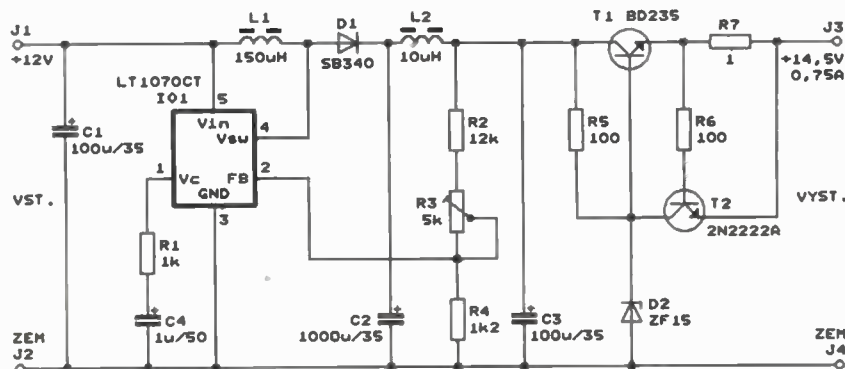 J1
+12V
L1
150uH
D1
SB340
L2
10uH
T1 BD235
R7
1
J3
+14,5V
0,75A
LT1070CT
IO1
5
Vin
4
Vsw
C1
100u/35
1
Vc
FB
2
GND
3
R2
12k
R5
100
R6
100
VST.
R3
5k
T2
2N2222A
VYST.
R1
1k
C4
1u/50
C2
1000u/35
R4
1k2
C3
100u/35
D2
ZF15
ZEM
J2
ZEM
J4